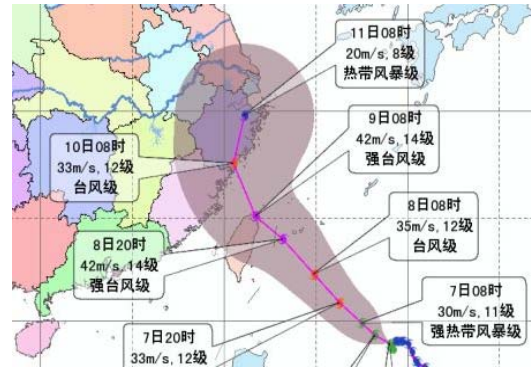 11日08时
20m/s,8级
热带风暴级
9日08时
42m/s,14级
强台风级
10日08时
33m/s,12级
台风级
8日08时
35m/s,12级
台风级
8日20时
42m/s,14级
强台风级
7日08时
30m/s,11级
强热带风暴级
7日20时
33m/s,12级